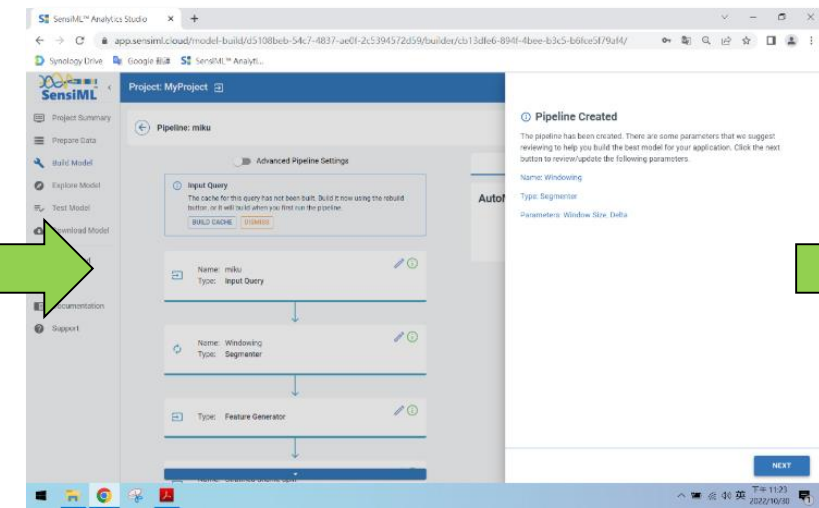 SensiML™ Analytics Studio
app.sensiml.cloud/model-build/d5108beb-54c7-4837-ae0f-2c5394572d59/builder/cb13dfe6-894f-4bee-b3c5-b6fce5f79af4/
Synology Drive
Google 翻譯
SensiML™ Analyti...
SensiML
Project: MyProject
Project Summary
Prepare Data
Build Model
Explore Model
Test Model
Download Model
Documentation
Support
Pipeline: miku
Advanced Pipeline Settings
Input Query
The cache for this query has not been built. Build it now using the rebuild
button, or it will build when you first run the pipeline.
BUILD CACHE
DISMISS
Name: miku
Type: Input Query
Name: Windowing
Type: Segmenter
Type: Feature Generator
Pipeline Created
The pipeline has been created. There are some parameters that we suggest
reviewing to help you build the best model for your application. Click the next
button to review/update the following parameters.
Name: Windowing
Type: Segmenter
Parameters: Window Size, Delta
NEXT
英
下午 11:23
2022/10/30